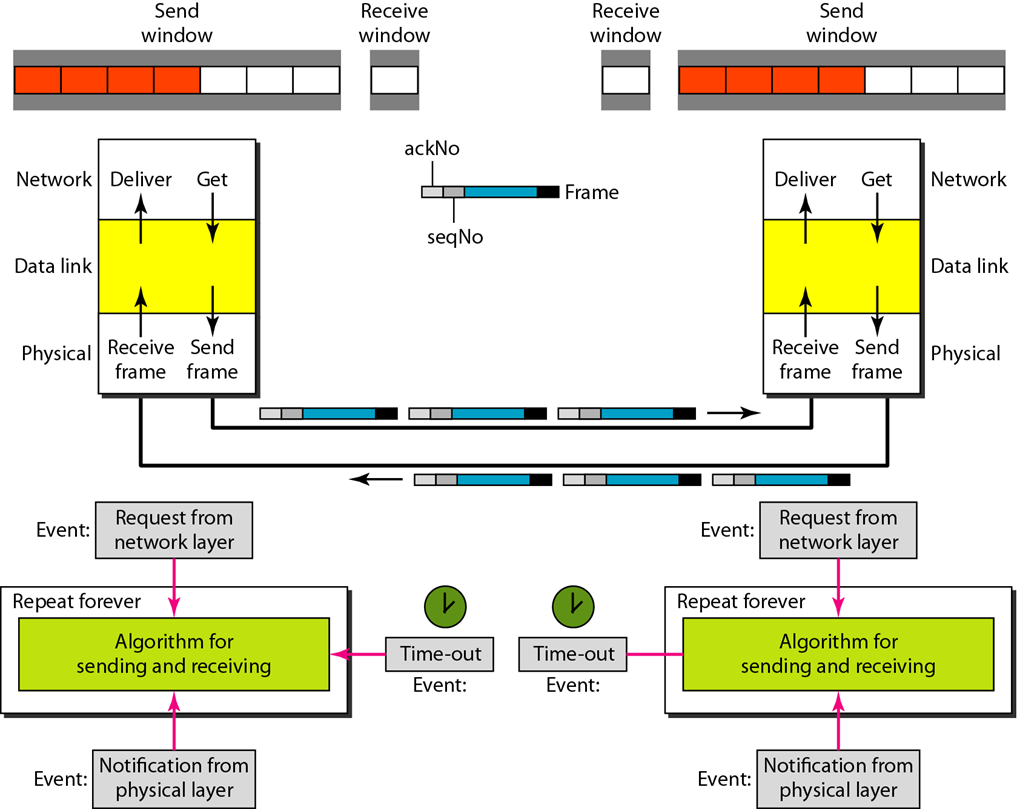 Send
window
Receive
window
Receive
window
Send
window
ackNo
Frame
seqNo
Network
Deliver
Get
Data link
Physical
Receive
frame
Send
frame
Deliver
Get
Network
Data link
Receive
frame
Send
frame
Physical
Event:
Request from
network layer
Repeat forever
Algorithm for
sending and receiving
Time-out
Event:
Event:
Notification from
physical layer
Event:
Request from
network layer
Repeat forever
Time-out
Event:
Algorithm for
sending and receiving
Event:
Notification from
physical layer